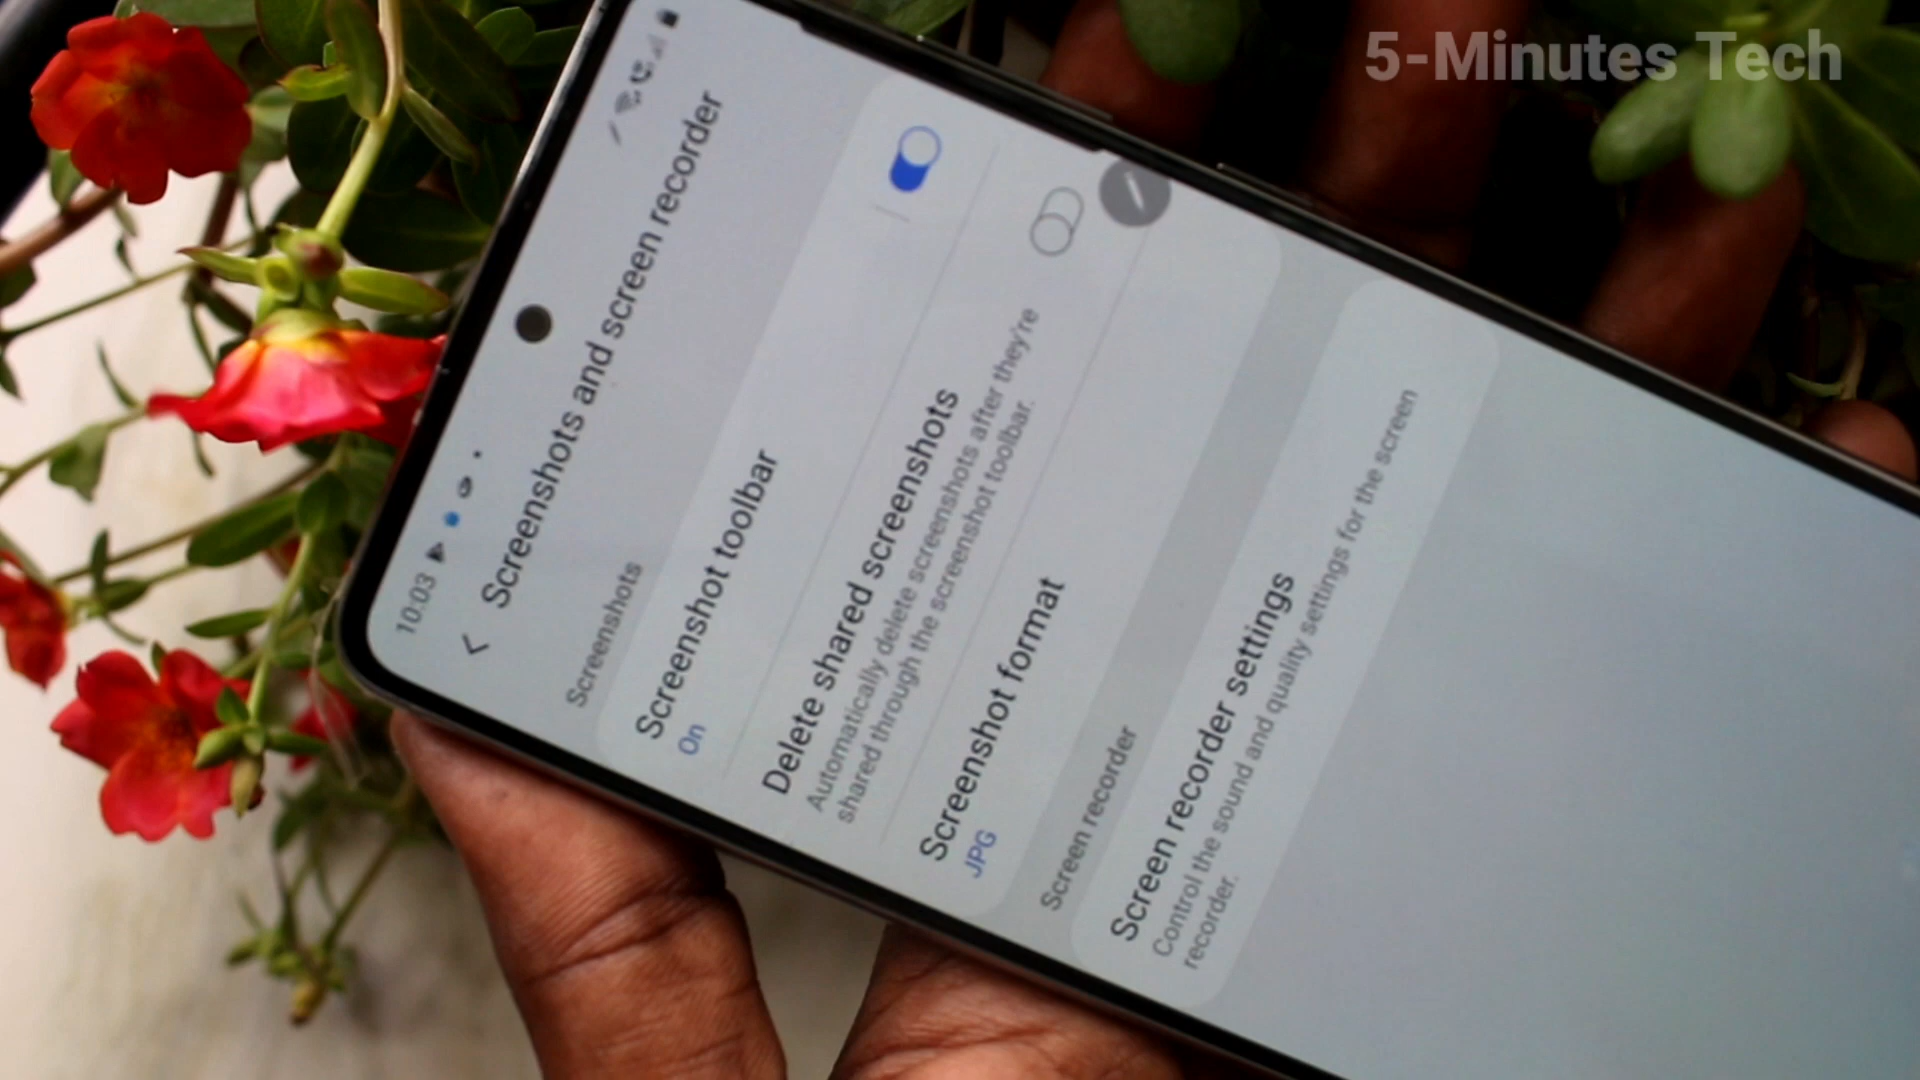 5-Minutes Tech
10:03
Screenshots and screen recorder
Screenshots
Screenshot toolbar
On
Delete shared screenshots
Automatically delete screenshots after they're
shared through the screenshot toolbar.
Screenshot format
JPG
Screen recorder
Screen recorder settings
Control the sound and quality settings for the screen
recorder.